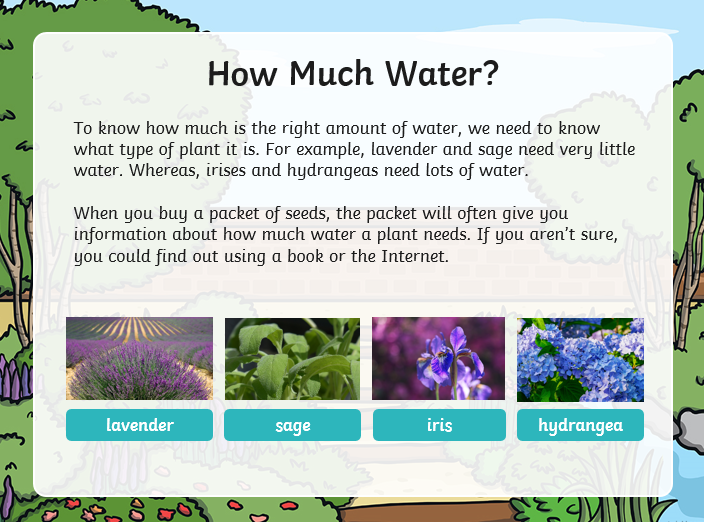 How Much Water?
To know how much is the right amount of water, we need to know
what type of plant it is. For example, lavender and sage need very little
water. Whereas, irises and hydrangeas need lots of water.
When you buy a packet of seeds, the packet will often give you
information about how much water a plant needs. If you aren't sure,
you could find out using a book or the Internet.
lavender
sage
iris
hydrangea